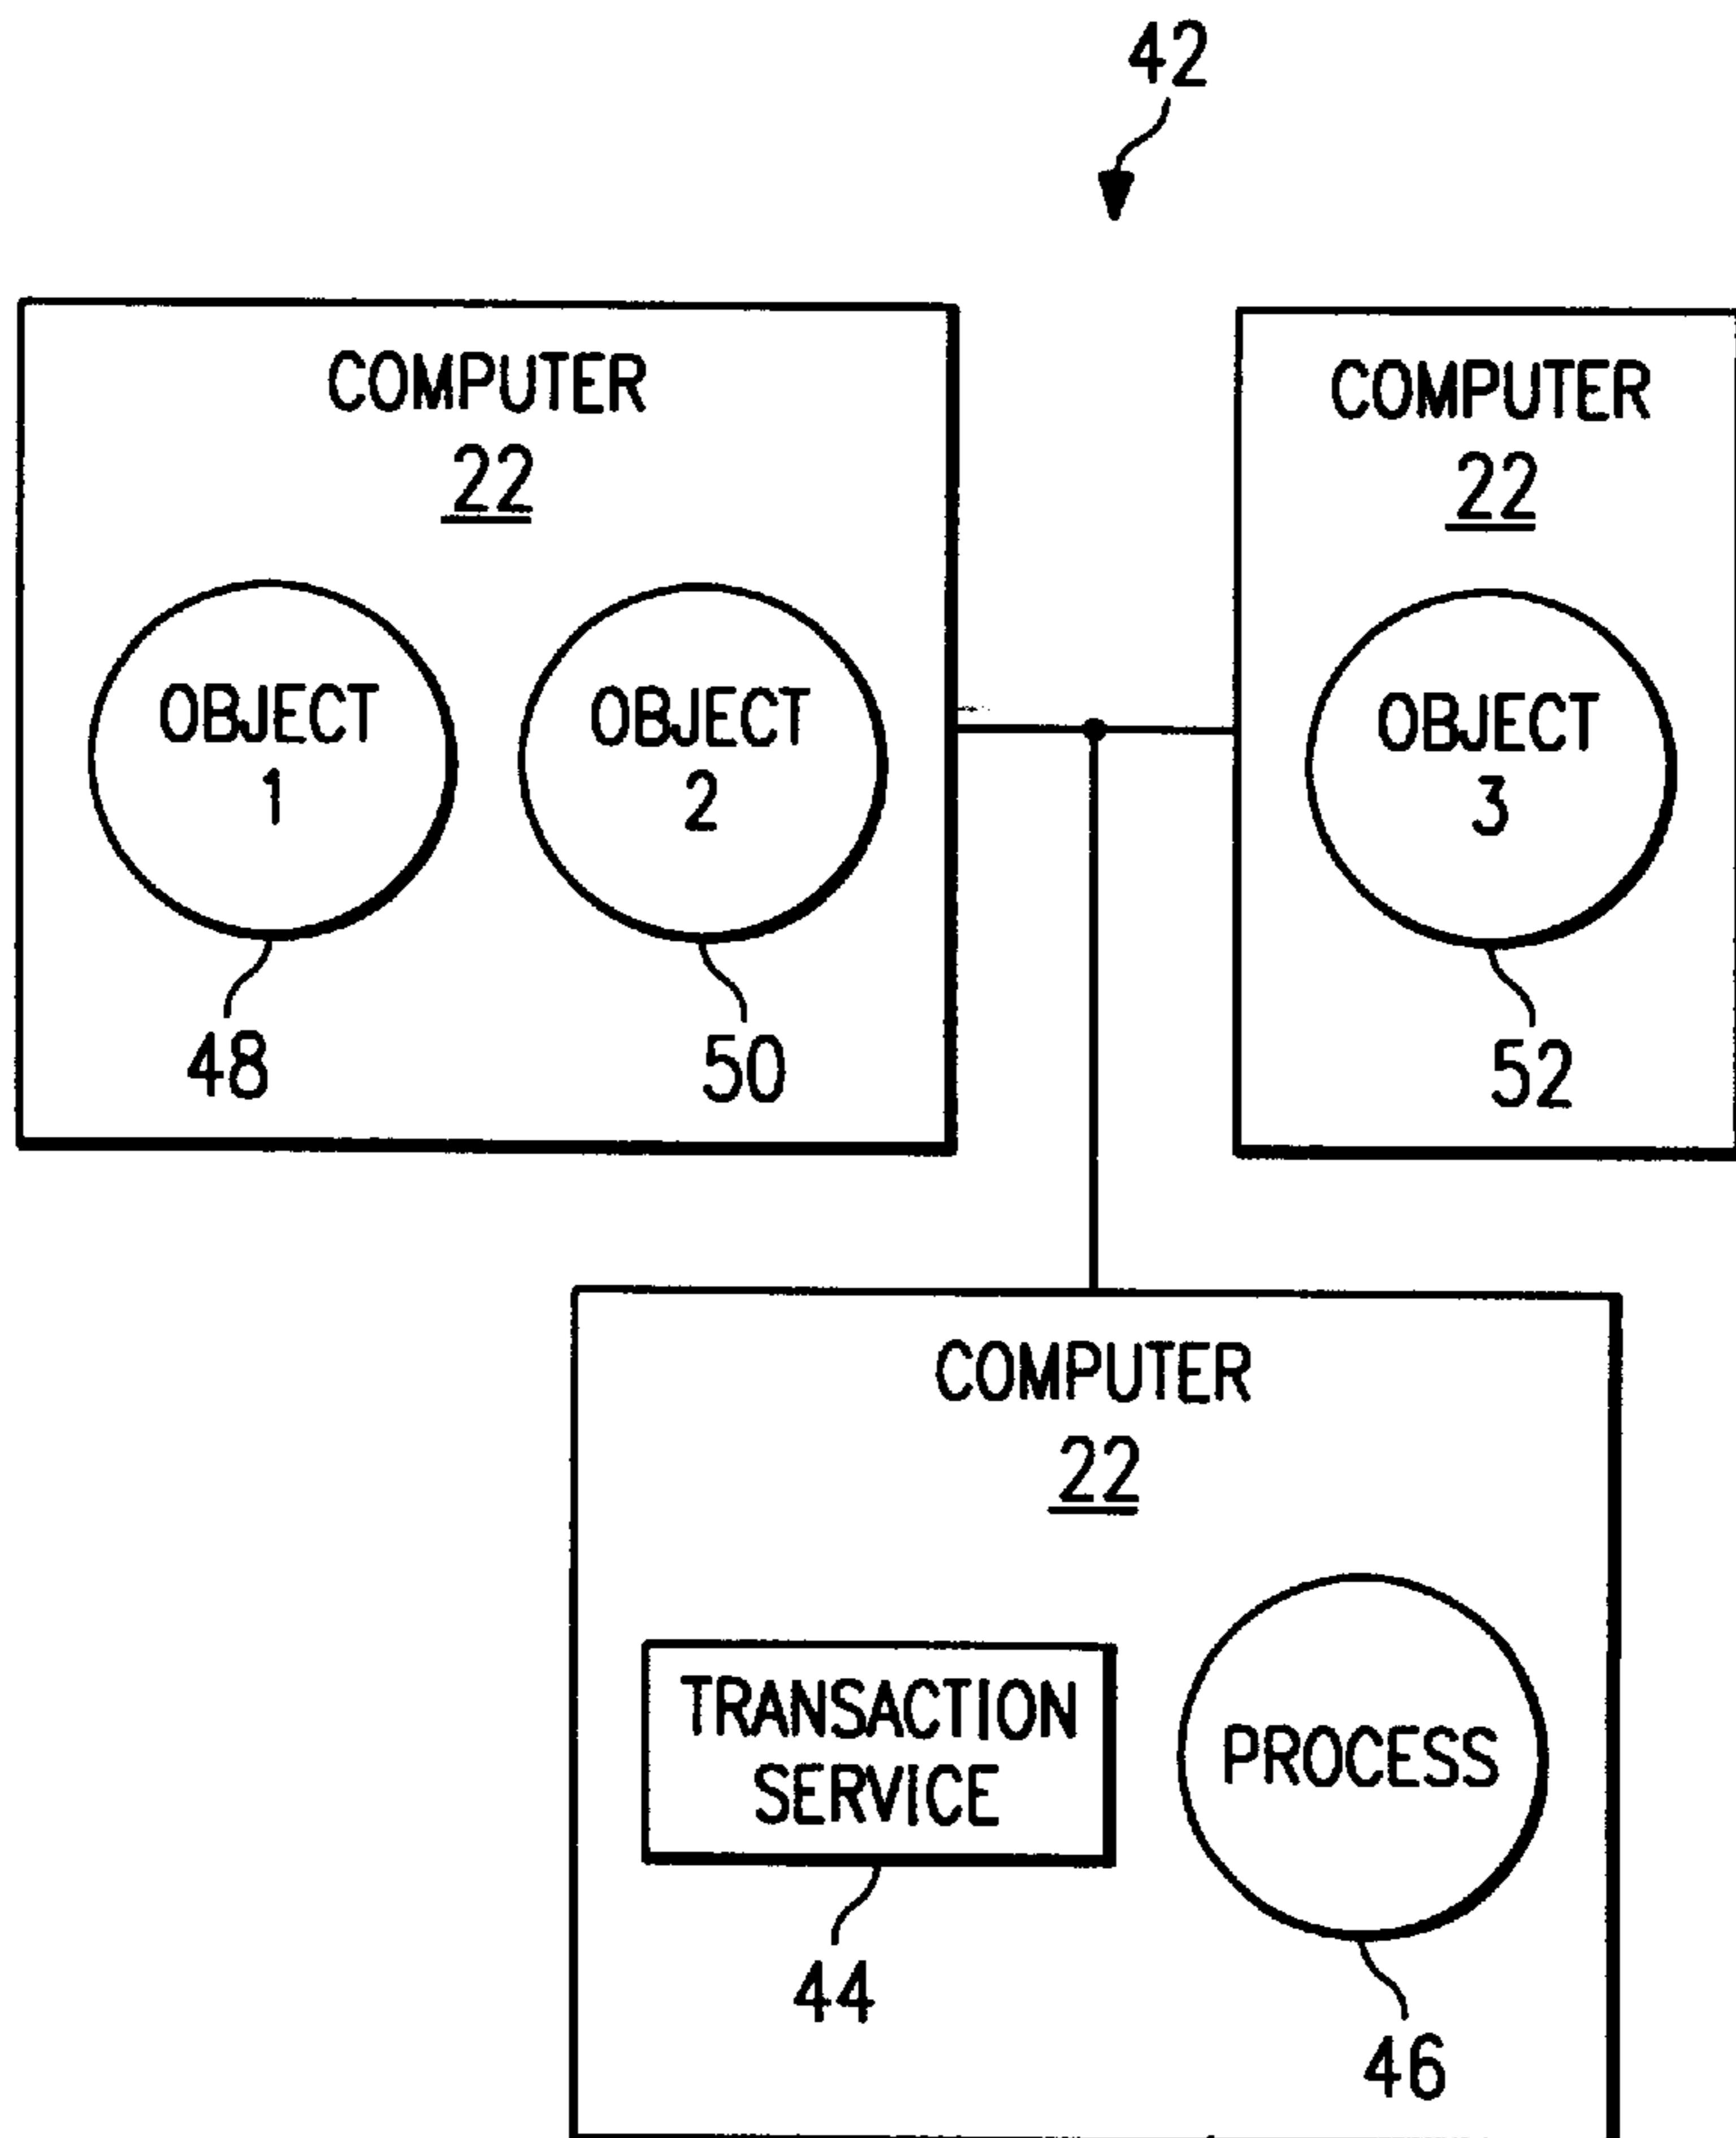 42
COMPUTER
22
OBJECT
1
OBJECT
2
48
50
COMPUTER
22
OBJECT
3
52
COMPUTER
22
TRANSACTION
SERVICE
44
PROCESS
46